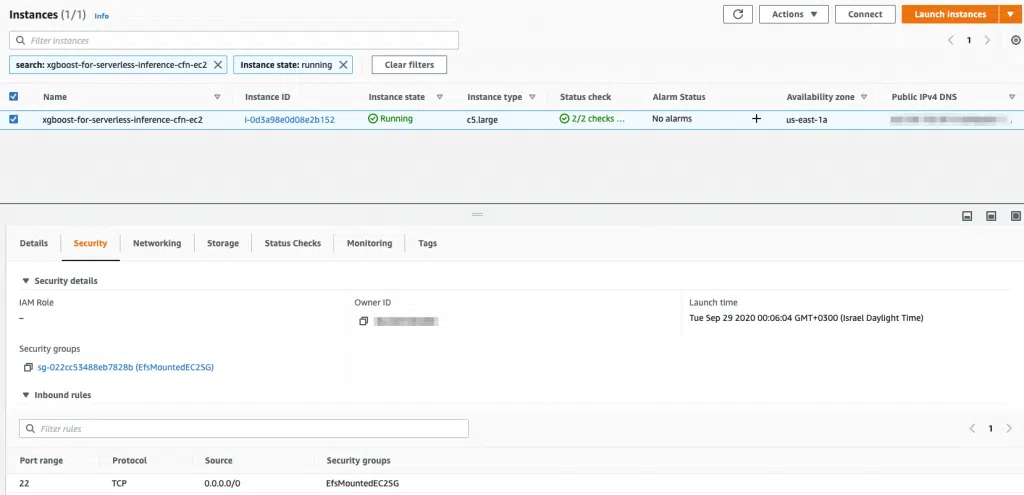 Instances (1/1) Info Actions Connect Launch instances
Filter instances 1
search: xgboost-for-serverless-inference-cfn-ec2 Instance state: running Clear filters
Name Instance ID Instance state Instance type Status check Alarm Status Availability zone Public IPv4 DNS
xgboost-for-serverless-inference-cfn-ec2 i-0d3a98e0d08e2b152 Running c5.large 2/2 checks ... No alarms + us-east-1a
Details Security Networking Storage Status Checks Monitoring Tags
Security details
IAM Role Owner ID Launch time
– Tue Sep 29 2020 00:06:04 GMT+0300 (Israel Daylight Time)
Security groups
sg-022cc53488eb7828b (EfsMountedEC2SG)
Inbound rules
Filter rules 1
Port range Protocol Source Security groups
22 TCP 0.0.0.0/0 EfsMountedEC2SG